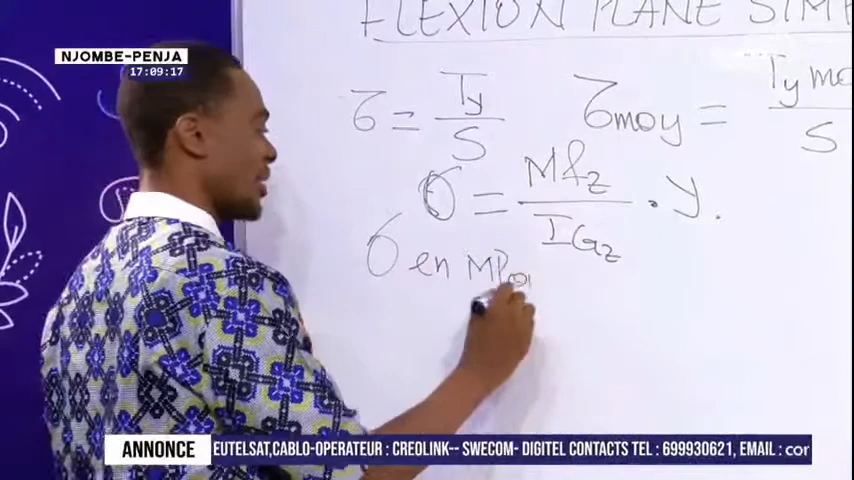 FLEXION PLANE SIMP
NJOMBE-PENJA
17:09:17
σ = Ty/S   σmoy = Ty mo/S
σ = Mfz/IGz . y.
σ en MPa
ANNONCE
EUTELSAT,CABLO-OPERATEUR : CREOLINK-- SWECOM- DIGITEL CONTACTS TEL : 699930621, EMAIL : cor